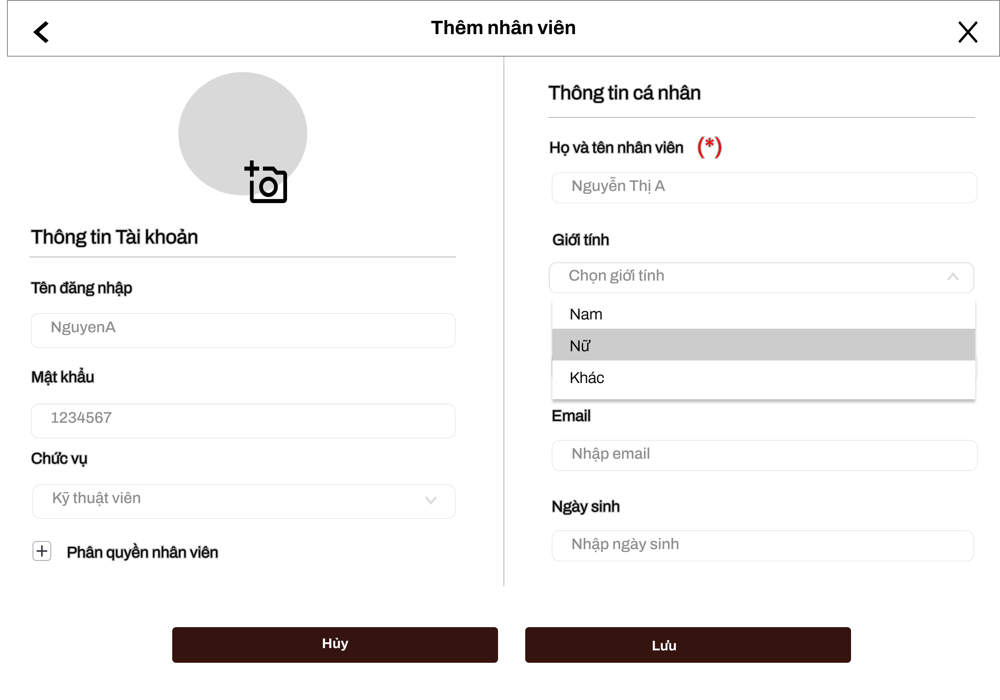 Thêm nhân viên
Thông tin Tài khoản
Tên đăng nhập
NguyenA
Mật khẩu
1234567
Chức vụ
Kỹ thuật viên
Phân quyền nhân viên
Thông tin cá nhân
Họ và tên nhân viên (*)
Nguyễn Thị A
Giới tính
Chọn giới tính
Nam
Nữ
Khác
Email
Nhập email
Ngày sinh
Nhập ngày sinh
Hủy
Lưu